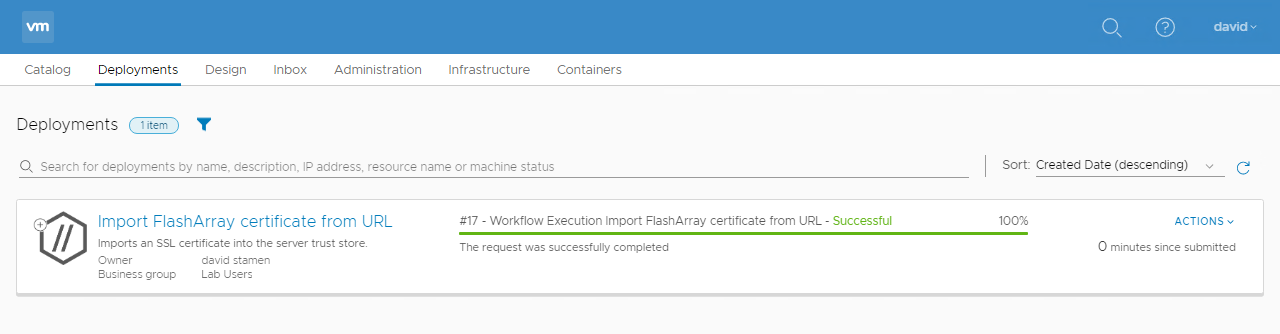 vm
david
Catalog Deployments Design Inbox Administration Infrastructure Containers
Deployments 1 item
Search for deployments by name, description, IP address, resource name or machine status
Sort: Created Date (descending)
Import FlashArray certificate from URL
Imports an SSL certificate into the server trust store.
Owner david stamen
Business group Lab Users
#17 - Workflow Execution Import FlashArray certificate from URL - Successful 100%
The request was successfully completed
ACTIONS
0 minutes since submitted